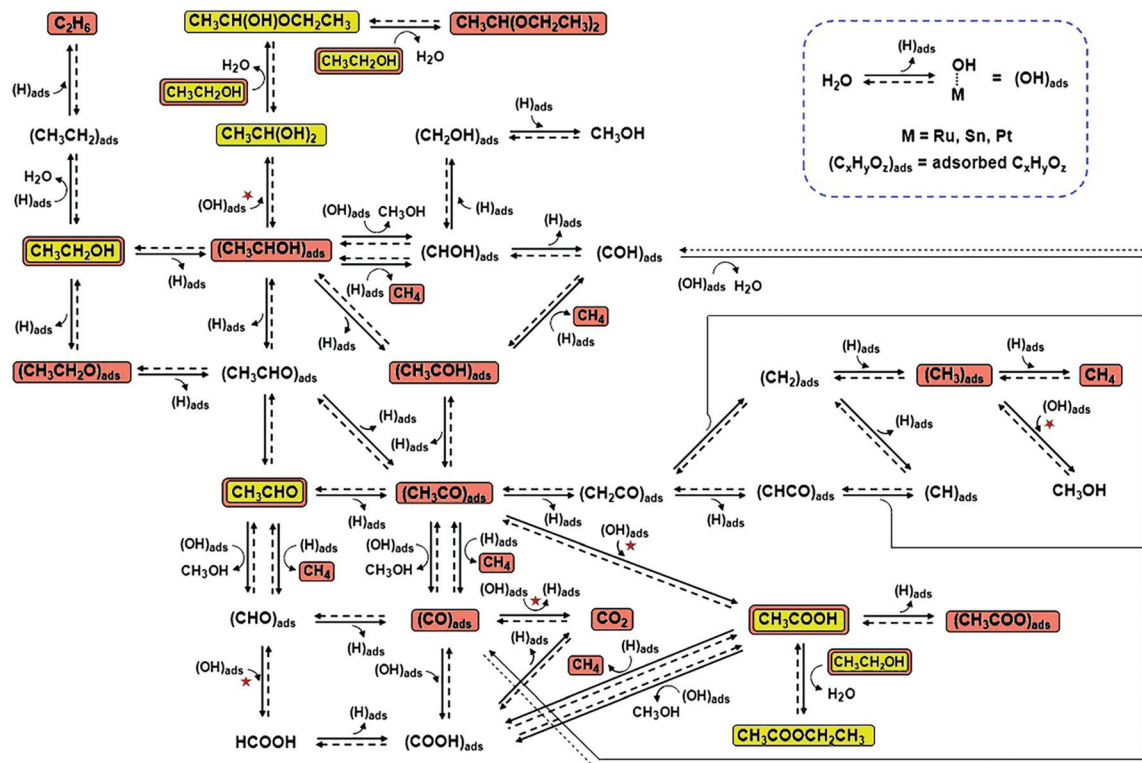 C₂H₆ CH₃CH(OH)OCH₂CH₃ CH₃CH(OCH₂CH₃)₂
CH₃CH₂OH H₂O
(H)ads
OH
H₂O = (OH)ads
M
H₂O
(H)ads
CH₃CH₂OH
(CH₃CH₂)ads CH₃CH(OH)₂ (CH₂OH)ads (H)ads CH₃OH
M = Ru, Sn, Pt
(CₓHᵧO_z)ads = adsorbed CₓHᵧO_z
H₂O
(H)ads
(OH)ads
(OH)ads CH₃OH
(H)ads
CH₃CH₂OH (H)ads (CH₃CHOH)ads (CHOH)ads (H)ads (COH)ads
(H)ads CH₄
(OH)ads H₂O
(H)ads (H)ads (H)ads
CH₄
(H)ads
(CH₃CH₂O)ads (H)ads (CH₃CHO)ads (CH₃COH)ads (CH₂)ads (H)ads (CH₃)ads (H)ads CH₄
(H)ads (H)ads (H)ads (OH)ads
CH₃CHO (H)ads (CH₃CO)ads (H)ads (CH₂CO)ads (H)ads (CHCO)ads (CH)ads CH₃OH
(OH)ads CH₃OH (H)ads CH₄
(OH)ads CH₃OH (H)ads CH₄
(OH)ads
(CHO)ads (H)ads (CO)ads (OH)ads (H)ads CO₂ CH₃COOH (H)ads (CH₃COO)ads
(OH)ads (OH)ads (H)ads
CH₄ (H)ads
CH₃OH (OH)ads
CH₃CH₂OH
H₂O
HCOOH (H)ads (COOH)ads CH₃COOCH₂CH₃